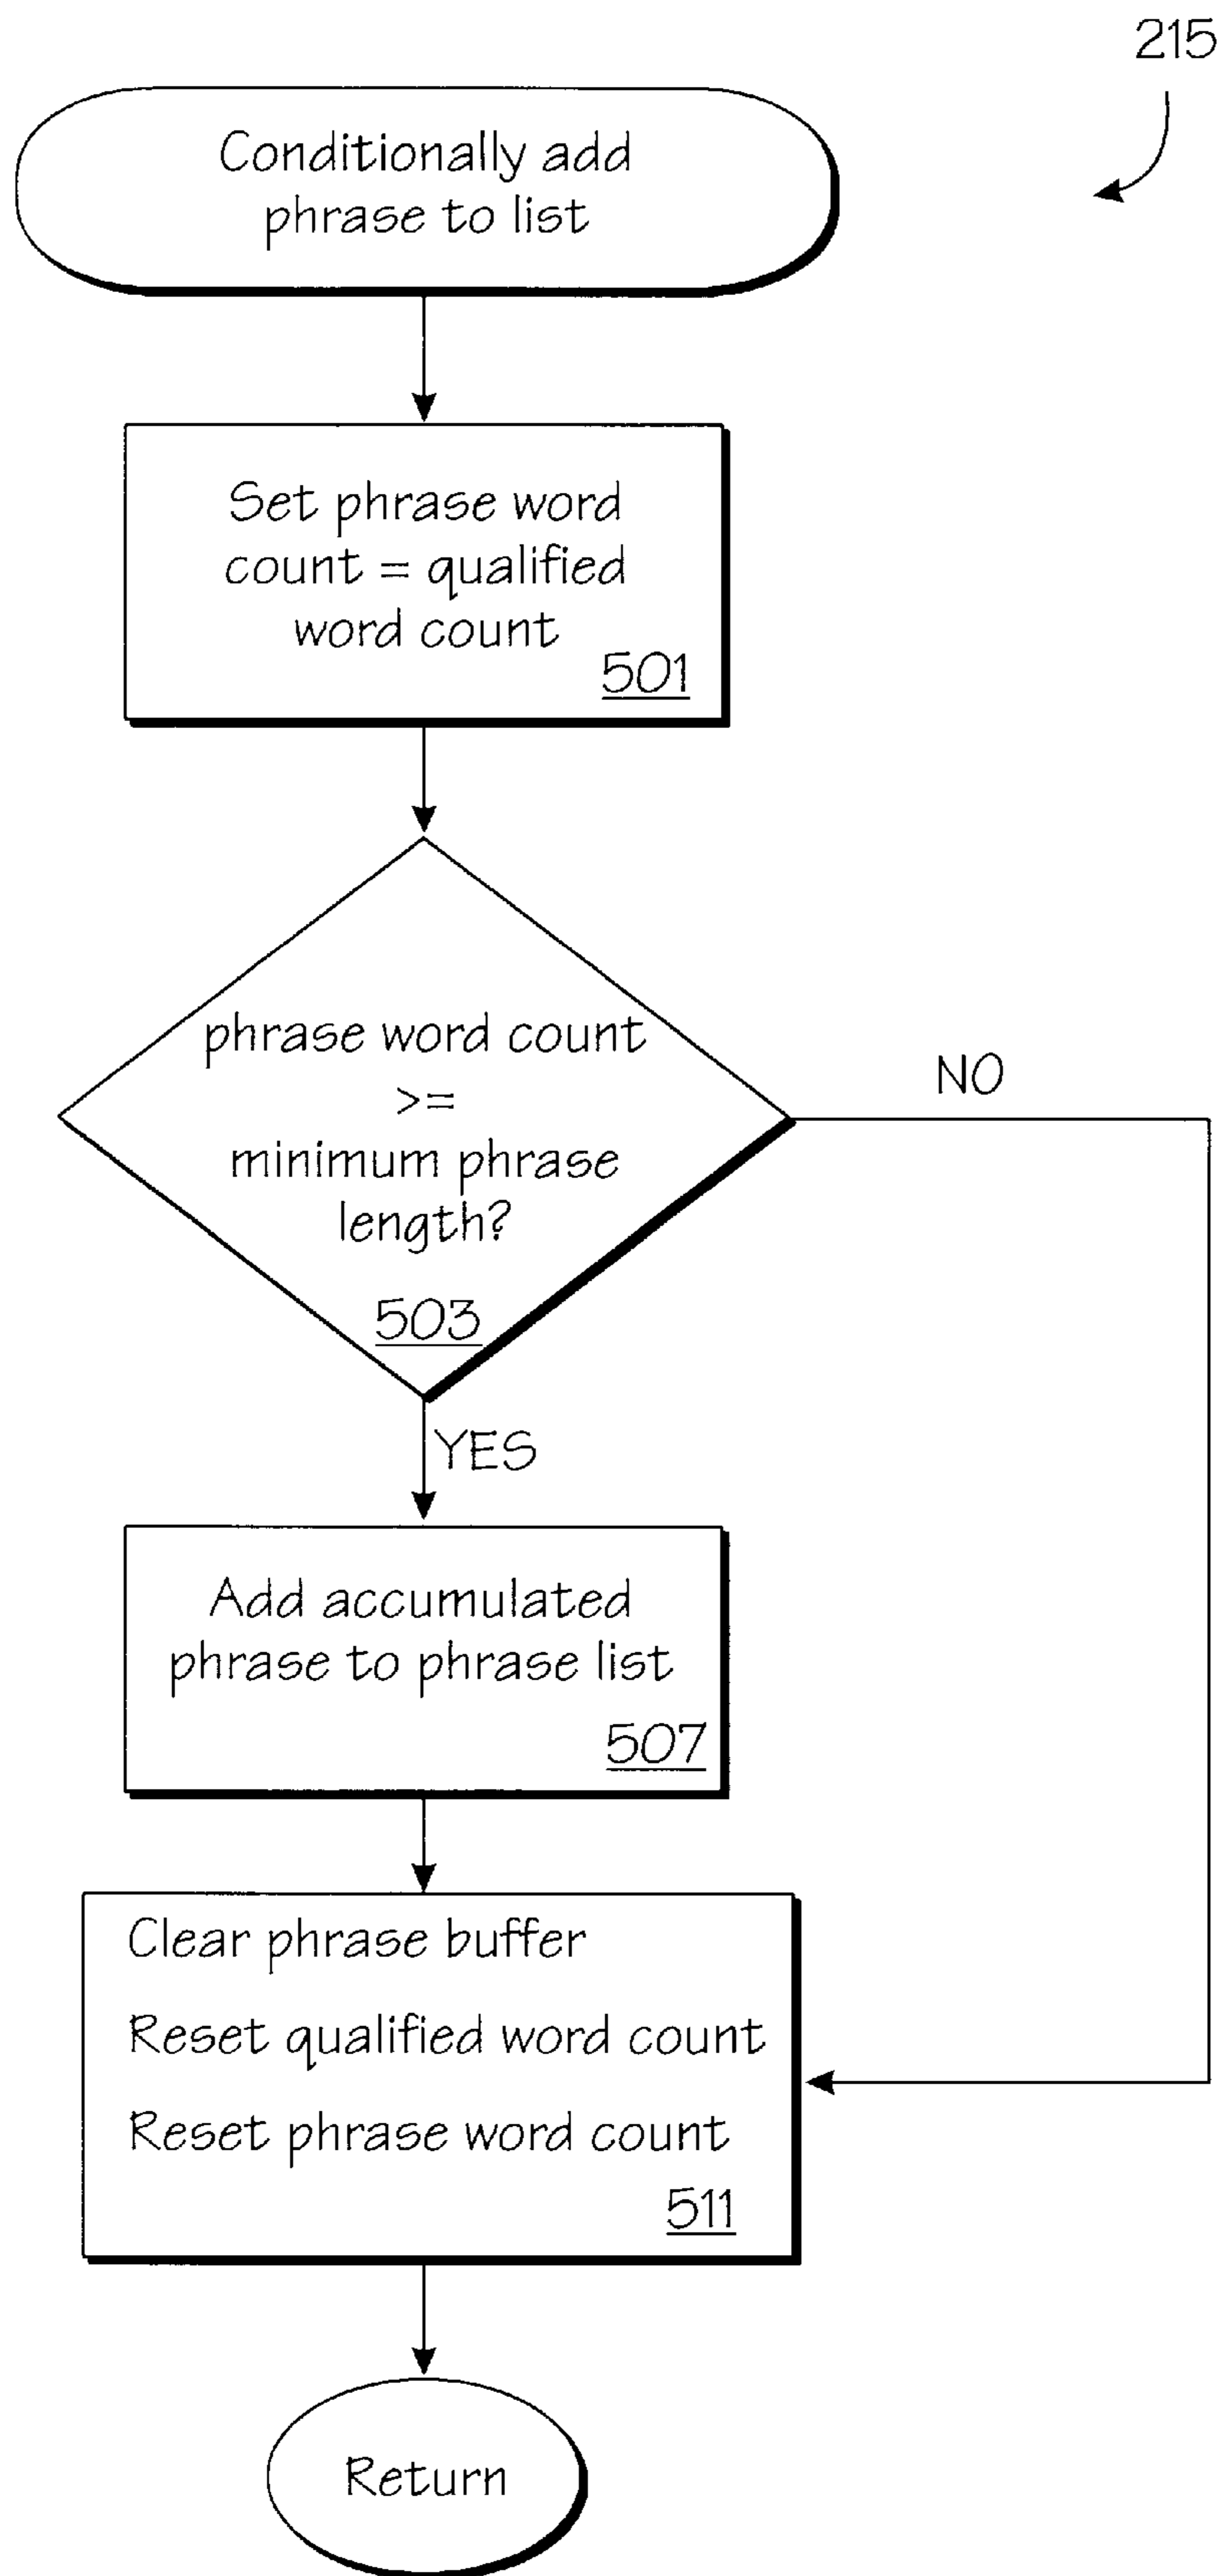 215
Conditionally add
phrase to list
Set phrase word
count = qualified
word count
501
phrase word count
>=
minimum phrase
length?
503
NO
YES
Add accumulated
phrase to phrase list
507
Clear phrase buffer
Reset qualified word count
Reset phrase word count
511
Return